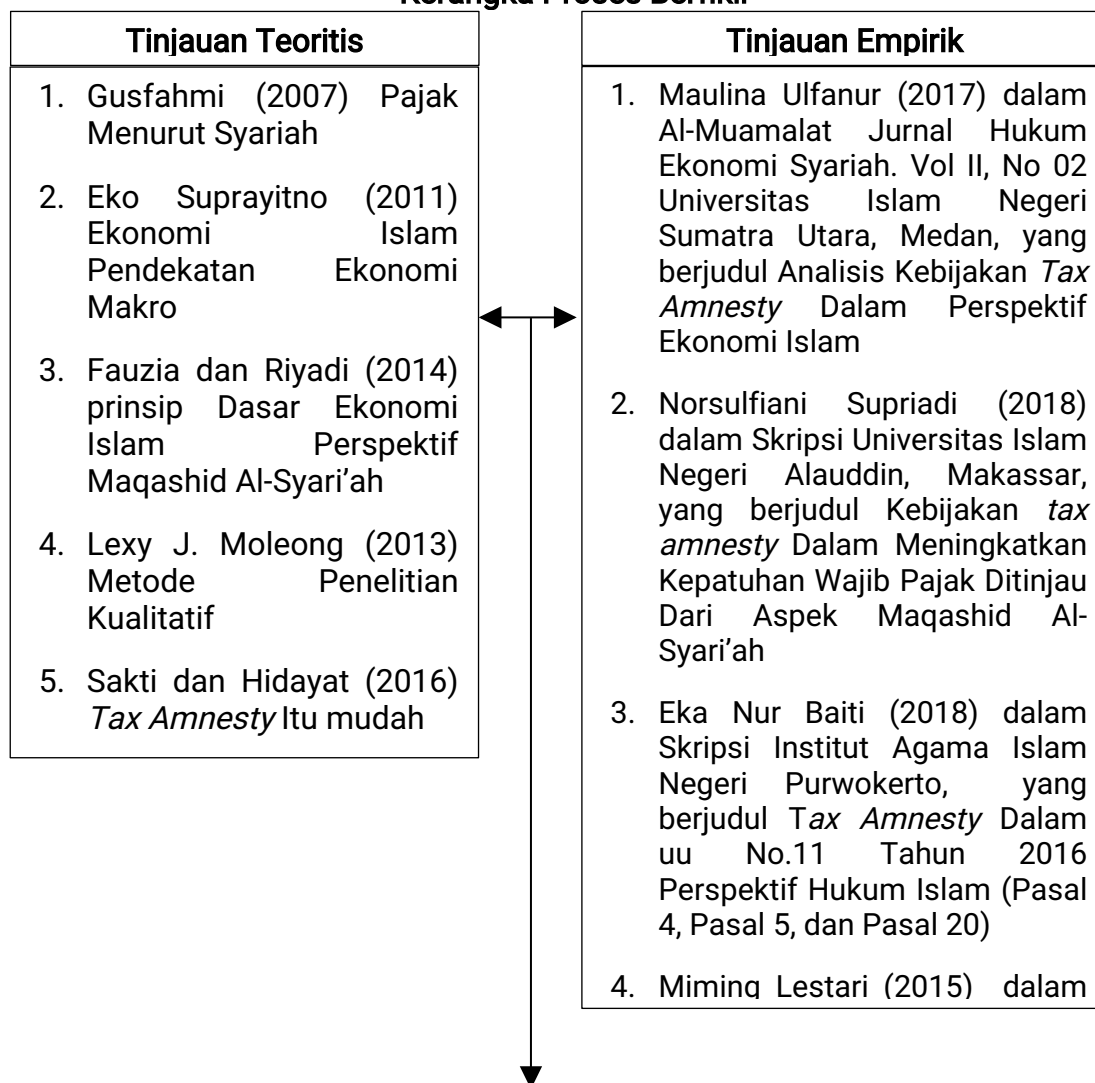 Kerangka Proses Berfikir
Tinjauan Teoritis
1. Gusfahmi (2007) Pajak
Menurut Syariah
2. Eko Suprayitno (2011)
Ekonomi Islam
Pendekatan Ekonomi
Makro
3. Fauzia dan Riyadi (2014)
prinsip Dasar Ekonomi
Islam Perspektif
Maqashid Al-Syari’ah
4. Lexy J. Moleong (2013)
Metode Penelitian
Kualitatif
5. Sakti dan Hidayat (2016)
Tax Amnesty Itu mudah
Tinjauan Empirik
1. Maulina Ulfanur (2017) dalam
Al-Muamalat Jurnal Hukum
Ekonomi Syariah. Vol II, No 02
Universitas Islam Negeri
Sumatra Utara, Medan, yang
berjudul Analisis Kebijakan Tax
Amnesty Dalam Perspektif
Ekonomi Islam
2. Norsulfiani Supriadi (2018)
dalam Skripsi Universitas Islam
Negeri Alauddin, Makassar,
yang berjudul Kebijakan tax
amnesty Dalam Meningkatkan
Kepatuhan Wajib Pajak Ditinjau
Dari Aspek Maqashid Al-
Syari’ah
3. Eka Nur Baiti (2018) dalam
Skripsi Institut Agama Islam
Negeri Purwokerto, yang
berjudul Tax Amnesty Dalam
uu No.11 Tahun 2016
Perspektif Hukum Islam (Pasal
4, Pasal 5, dan Pasal 20)
4. Miming Lestari (2015) dalam